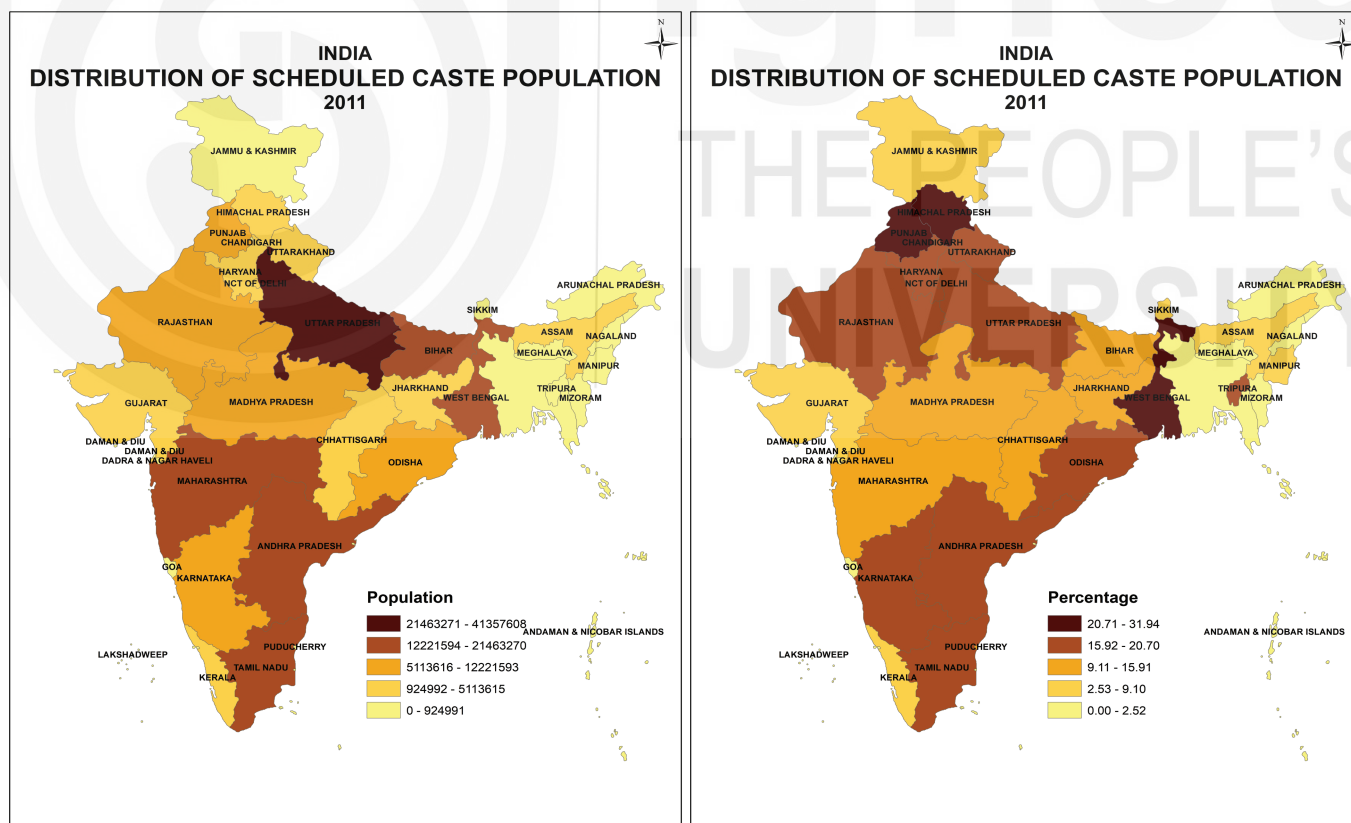 N
INDIA
DISTRIBUTION OF SCHEDULED CASTE POPULATION
2011
JAMMU & KASHMIR
HIMACHAL PRADESH
PUNJAB
CHANDIGARH
UTTARAKHAND
HARYANA
NCT OF DELHI
ARUNACHAL PRADESH
SIKKIM
RAJASTHAN
UTTAR PRADESH
ASSAM
NAGALAND
BIHAR
MEGHALAYA
MANIPUR
JHARKHAND
TRIPURA
WEST BENGAL
MIZORAM
GUJARAT
MADHYA PRADESH
CHHATTISGARH
DAMAN & DIU
DAMAN & DIU
DADRA & NAGAR HAVELI
ODISHA
MAHARASHTRA
ANDHRA PRADESH
GOA
KARNATAKA
Population
21463271 - 41357608
12221594 - 21463270
5113616 - 12221593
924992 - 5113615
0 - 924991
ANDAMAN & NICOBAR ISLANDS
PUDUCHERRY
LAKSHADWEEP
TAMIL NADU
KERALA
N
INDIA
DISTRIBUTION OF SCHEDULED CASTE POPULATION
2011
THE PEOPLE'S
UNIVERSITY
JAMMU & KASHMIR
HIMACHAL PRADESH
PUNJAB
CHANDIGARH
UTTARAKHAND
HARYANA
NCT OF DELHI
ARUNACHAL PRADESH
SIKKIM
RAJASTHAN
UTTAR PRADESH
ASSAM
NAGALAND
BIHAR
MEGHALAYA
MANIPUR
JHARKHAND
TRIPURA
WEST BENGAL
MIZORAM
GUJARAT
MADHYA PRADESH
CHHATTISGARH
DAMAN & DIU
DAMAN & DIU
DADRA & NAGAR HAVELI
ODISHA
MAHARASHTRA
ANDHRA PRADESH
GOA
KARNATAKA
Percentage
20.71 - 31.94
15.92 - 20.70
9.11 - 15.91
2.53 - 9.10
0.00 - 2.52
ANDAMAN & NICOBAR ISLANDS
PUDUCHERRY
LAKSHADWEEP
TAMIL NADU
KERALA